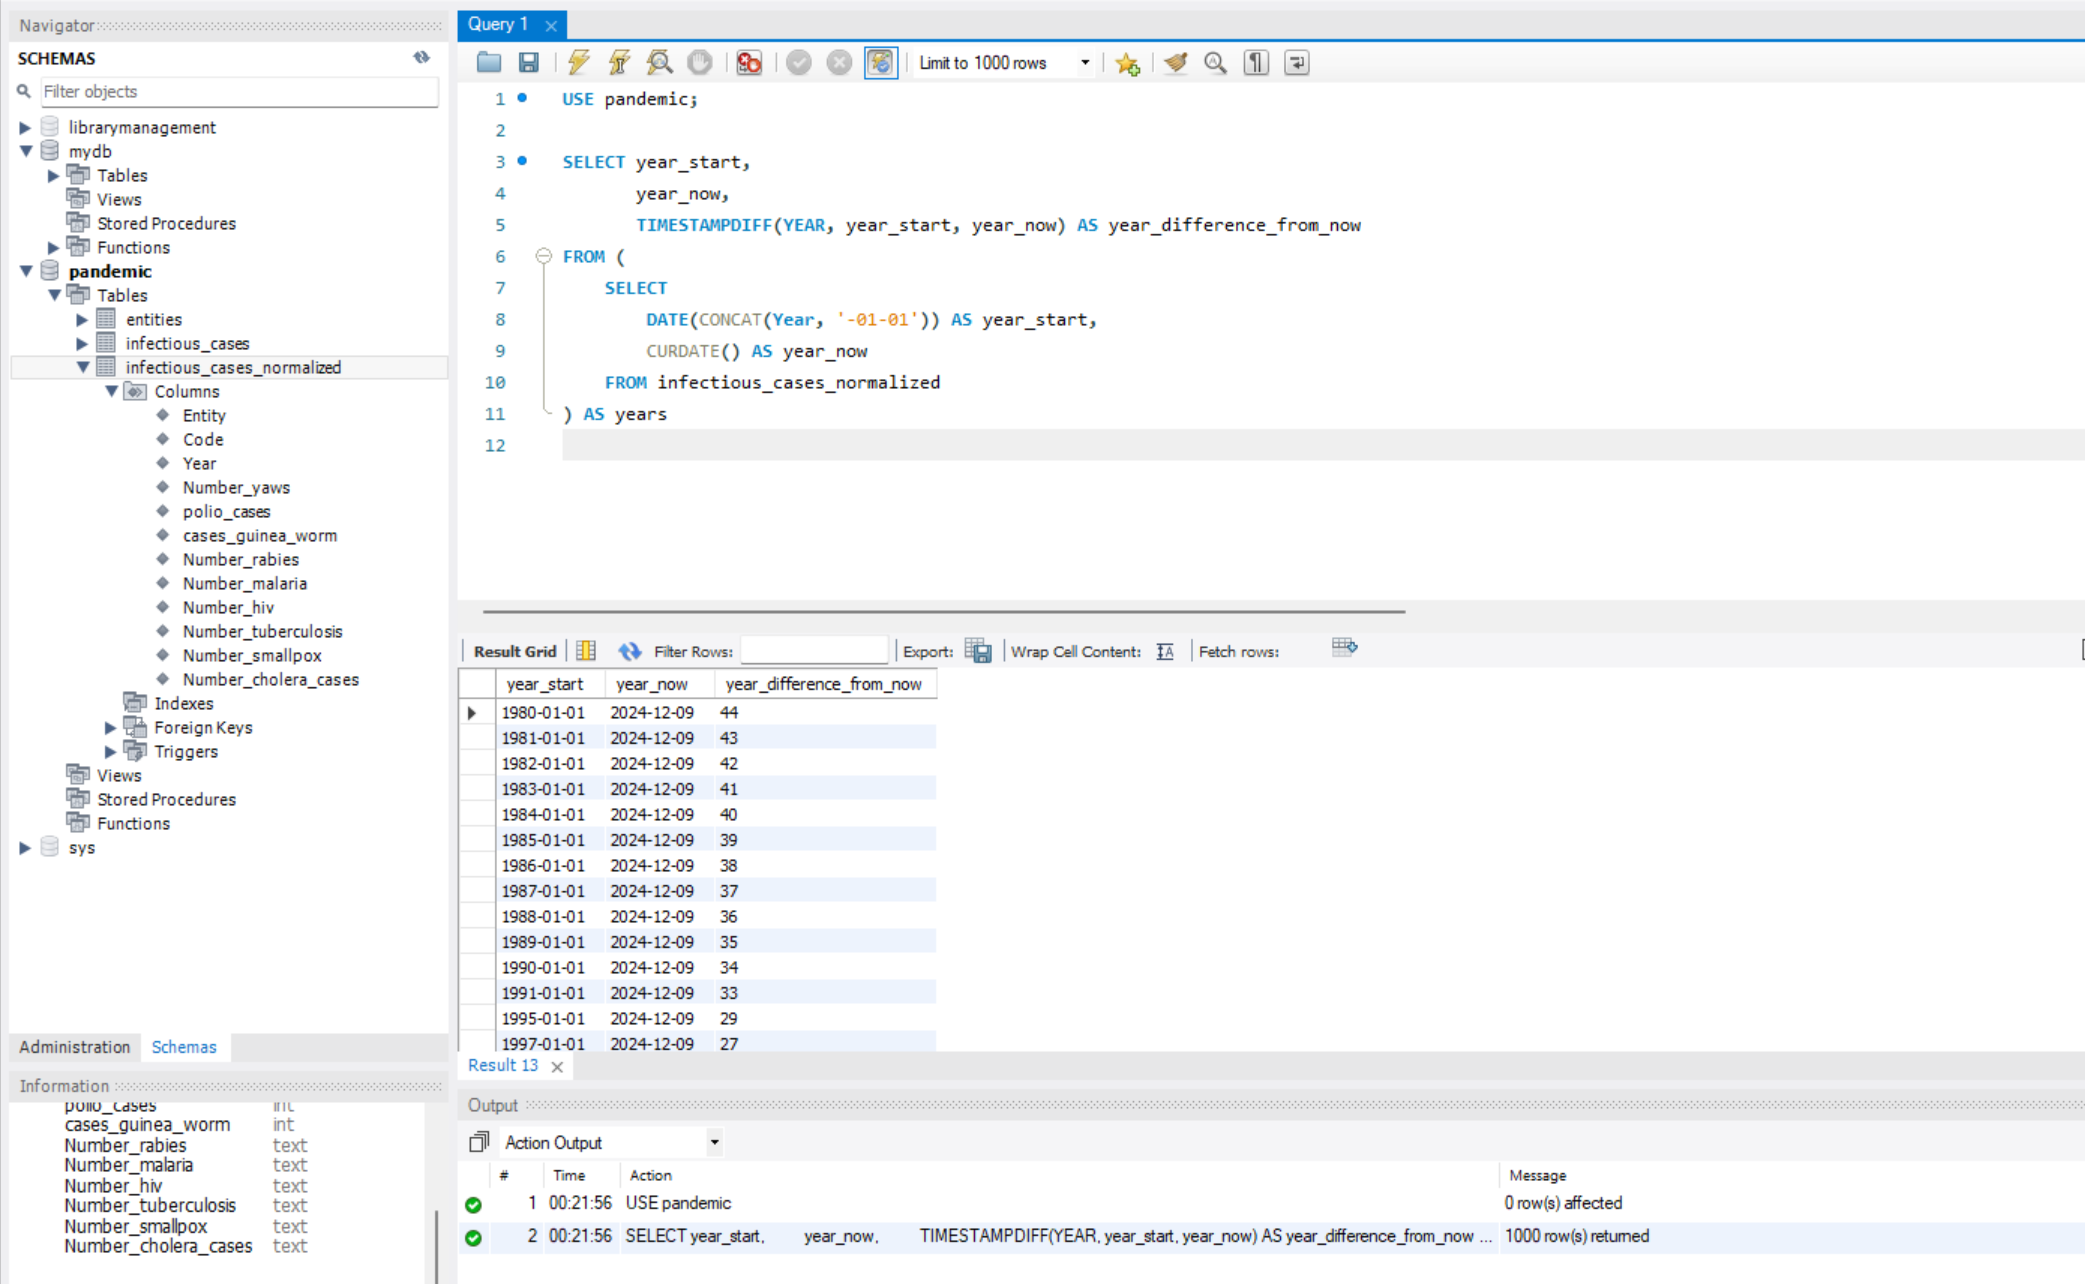 Navigator
SCHEMAS
Filter objects
librarymanagement
mydb
Tables
Views
Stored Procedures
Functions
pandemic
Tables
entities
infectious_cases
infectious_cases_normalized
Columns
Entity
Code
Year
Number_yaws
polio_cases
cases_guinea_worm
Number_rabies
Number_malaria
Number_hiv
Number_tuberculosis
Number_smallpox
Number_cholera_cases
Indexes
Foreign Keys
Triggers
Views
Stored Procedures
Functions
sys
Administration Schemas
Information
polio_cases int
cases_guinea_worm int
Number_rabies text
Number_malaria text
Number_hiv text
Number_tuberculosis text
Number_smallpox text
Number_cholera_cases text
Query 1
Limit to 1000 rows
1 USE pandemic;
2
3 SELECT year_start,
4 year_now,
5 TIMESTAMPDIFF(YEAR, year_start, year_now) AS year_difference_from_now
6 FROM (
7 SELECT
8 DATE(CONCAT(Year, '-01-01')) AS year_start,
9 CURDATE() AS year_now
10 FROM infectious_cases_normalized
11 ) AS years
12
Result Grid Filter Rows: Export: Wrap Cell Content: Fetch rows:
year_start year_now year_difference_from_now
1980-01-01 2024-12-09 44
1981-01-01 2024-12-09 43
1982-01-01 2024-12-09 42
1983-01-01 2024-12-09 41
1984-01-01 2024-12-09 40
1985-01-01 2024-12-09 39
1986-01-01 2024-12-09 38
1987-01-01 2024-12-09 37
1988-01-01 2024-12-09 36
1989-01-01 2024-12-09 35
1990-01-01 2024-12-09 34
1991-01-01 2024-12-09 33
1995-01-01 2024-12-09 29
1997-01-01 2024-12-09 27
Result 13
Output
Action Output
# Time Action Message
1 00:21:56 USE pandemic 0 row(s) affected
2 00:21:56 SELECT year_start, year_now, TIMESTAMPDIFF(YEAR, year_start, year_now) AS year_difference_from_now ... 1000 row(s) returned